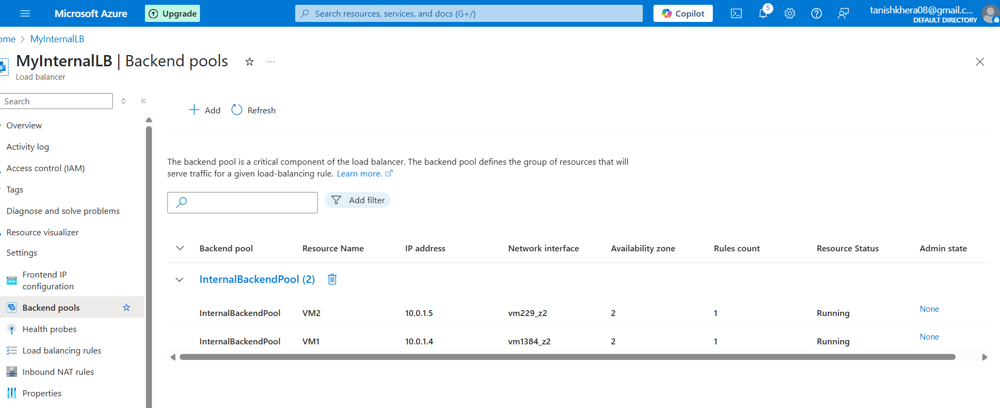 Microsoft Azure
Upgrade
Search resources, services, and docs (G+/)
Copilot
5
tanishkhera08@gmail.c...
DEFAULT DIRECTORY
ome > MyInternalLB
MyInternalLB | Backend pools
...
Load balancer
Search
Add
Refresh
Overview
Activity log
Access control (IAM)
Tags
Diagnose and solve problems
Resource visualizer
Settings
Frontend IP
configuration
Backend pools
Health probes
Load balancing rules
Inbound NAT rules
Properties
The backend pool is a critical component of the load balancer. The backend pool defines the group of resources that will
serve traffic for a given load-balancing rule. Learn more.
Add filter
Backend pool Resource Name IP address Network interface Availability zone Rules count Resource Status Admin state
InternalBackendPool (2)
InternalBackendPool VM2 10.0.1.5 vm229_z2 2 1 Running None
InternalBackendPool VM1 10.0.1.4 vm1384_z2 2 1 Running None